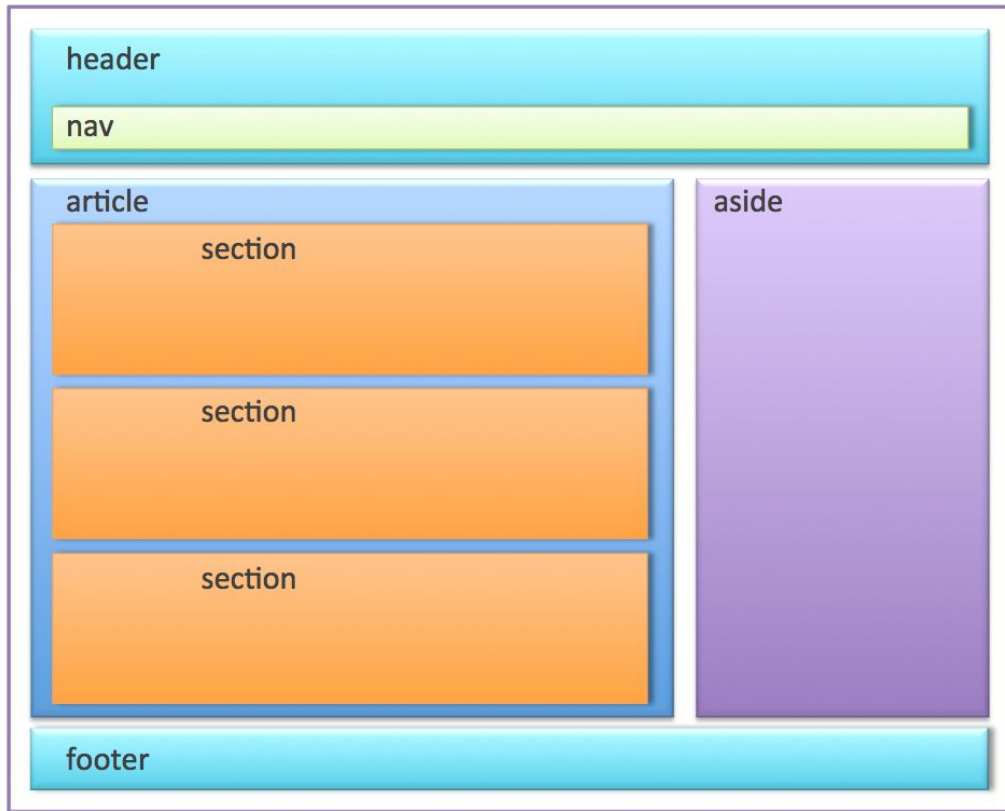 header
nav
article
section
section
section
aside
footer